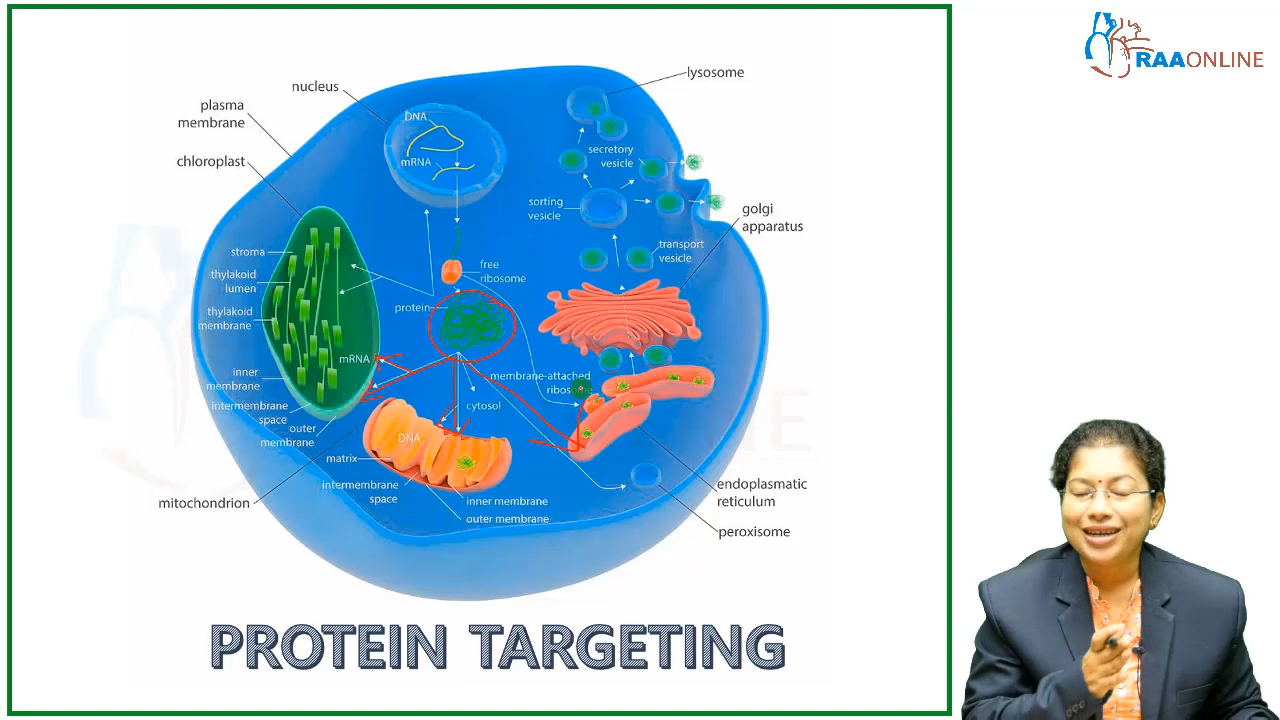 RAAONLINE
lysosome
nucleus
plasma
membrane
DNA
secretory
vesicle
chloroplast
mRNA
sorting
vesicle
golgi
apparatus
stroma
transport
vesicle
thylakoid
lumen
free
ribosome
protein
thylakoid
membrane
mRNA
membrane-attached
inner
membrane
cytosol
intermembrane
space
outer
membrane
DNA
matrix
endoplasmatic
reticulum
intermembrane
space
mitochondrion
inner membrane
outer membrane
peroxisome
PROTEIN TARGETING